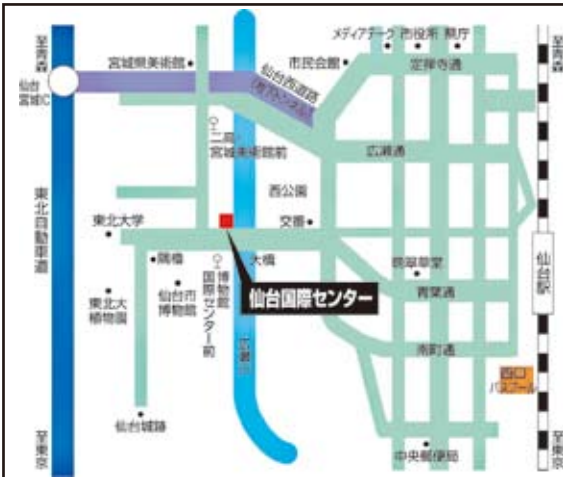 至青森
仙台
宮城IC
東北自動車道
至東京
宮城県美術館
仙台西道路
(地下トンネル)
二高・
宮城美術館前
メディアテーク
市役所
県庁
市民会館
定禅寺通
広瀬通
西公園
交番
東北大学
隅櫓
大橋
東北大
植物園
仙台市
博物館
博物館
国際センター前
仙台国際センター
晩翠草堂
青葉通
南町通
広瀬川
仙台城跡
中央郵便局
西口
バスプール
至青森
仙台駅
至東京